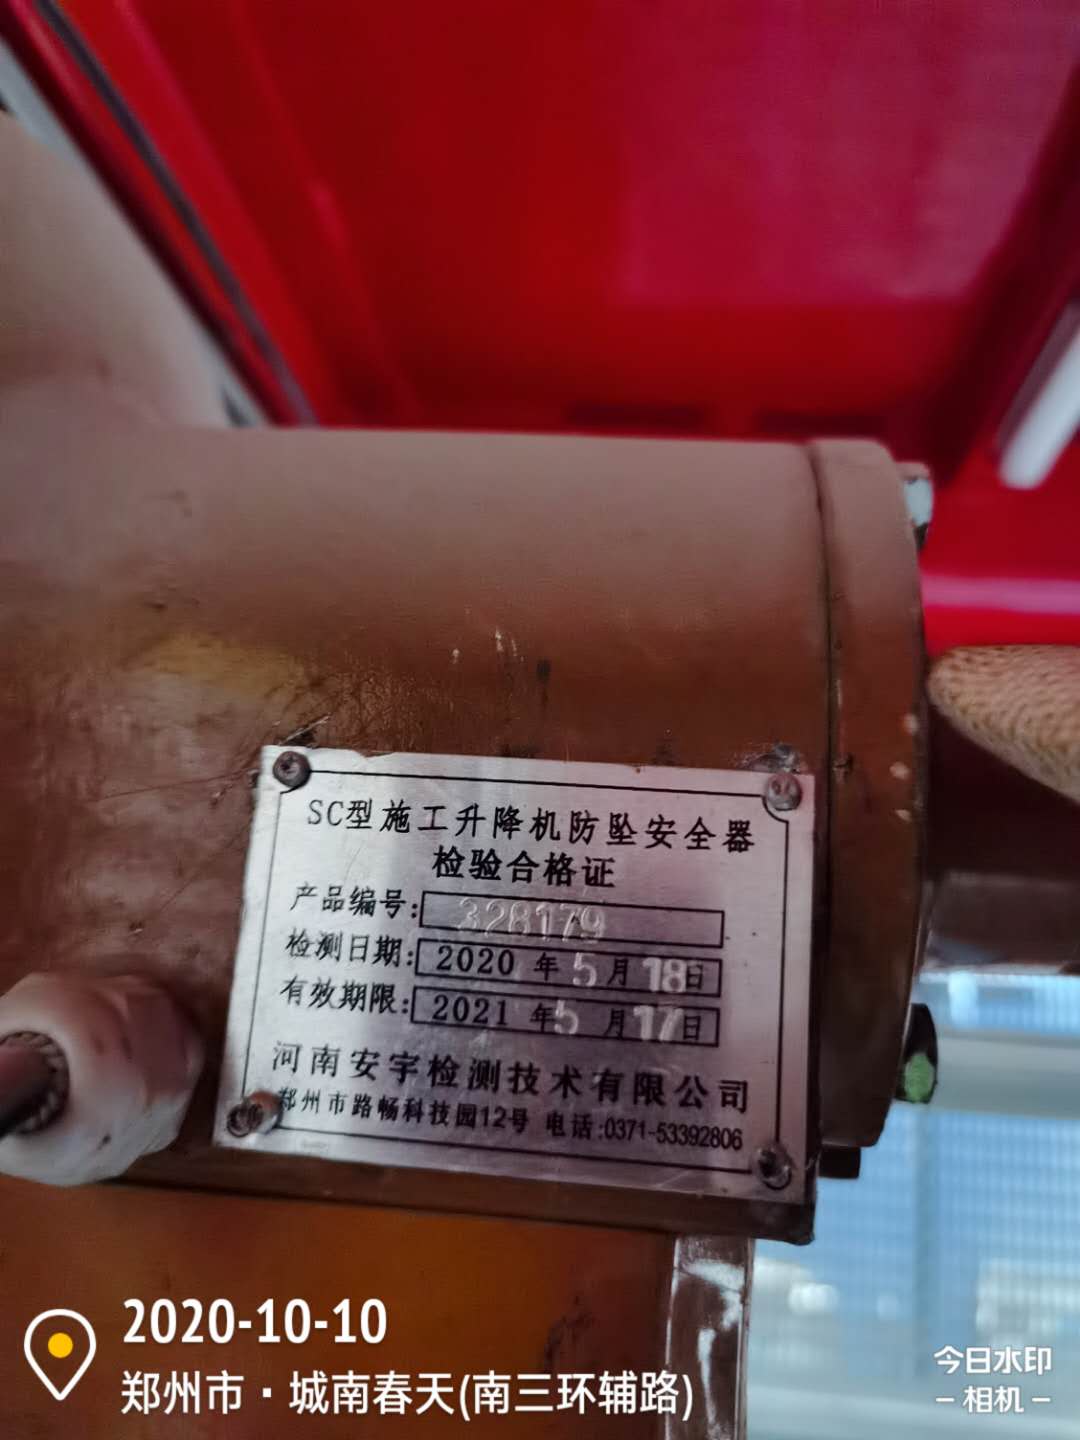 SC型施工升降机防坠安全器
检验合格证
产品编号: 328179
检测日期: 2020 年 5 月 18日
有效期限: 2021 年 5 月 17日
河南安宇检测技术有限公司
郑州市路畅科技园12号 电话:0371-53392806
2020-10-10
郑州市·城南春天(南三环辅路)
今日水印
-相机-